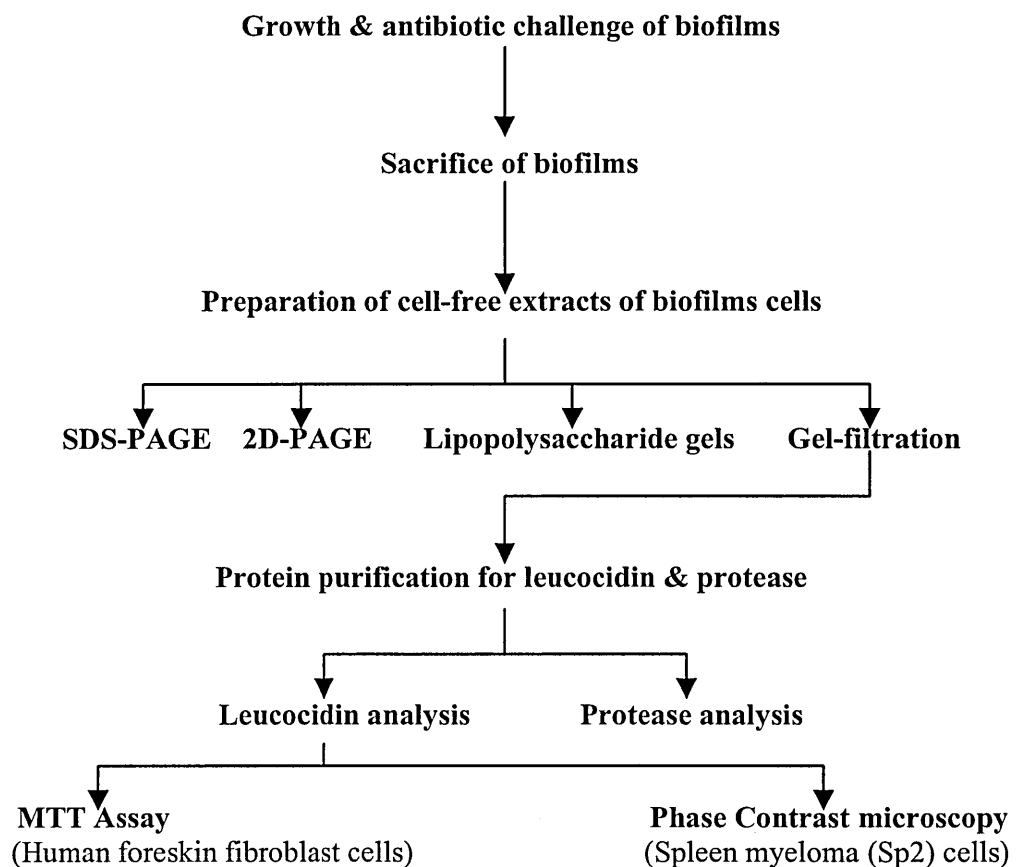 Growth & antibiotic challenge of biofilms
Sacrifice of biofilms
Preparation of cell-free extracts of biofilms cells
SDS-PAGE 2D-PAGE Lipopolysaccharide gels Gel-filtration
Protein purification for leucocidin & protease
Leucocidin analysis Protease analysis
MTT Assay Phase Contrast microscopy
(Human foreskin fibroblast cells) (Spleen myeloma (Sp2) cells)